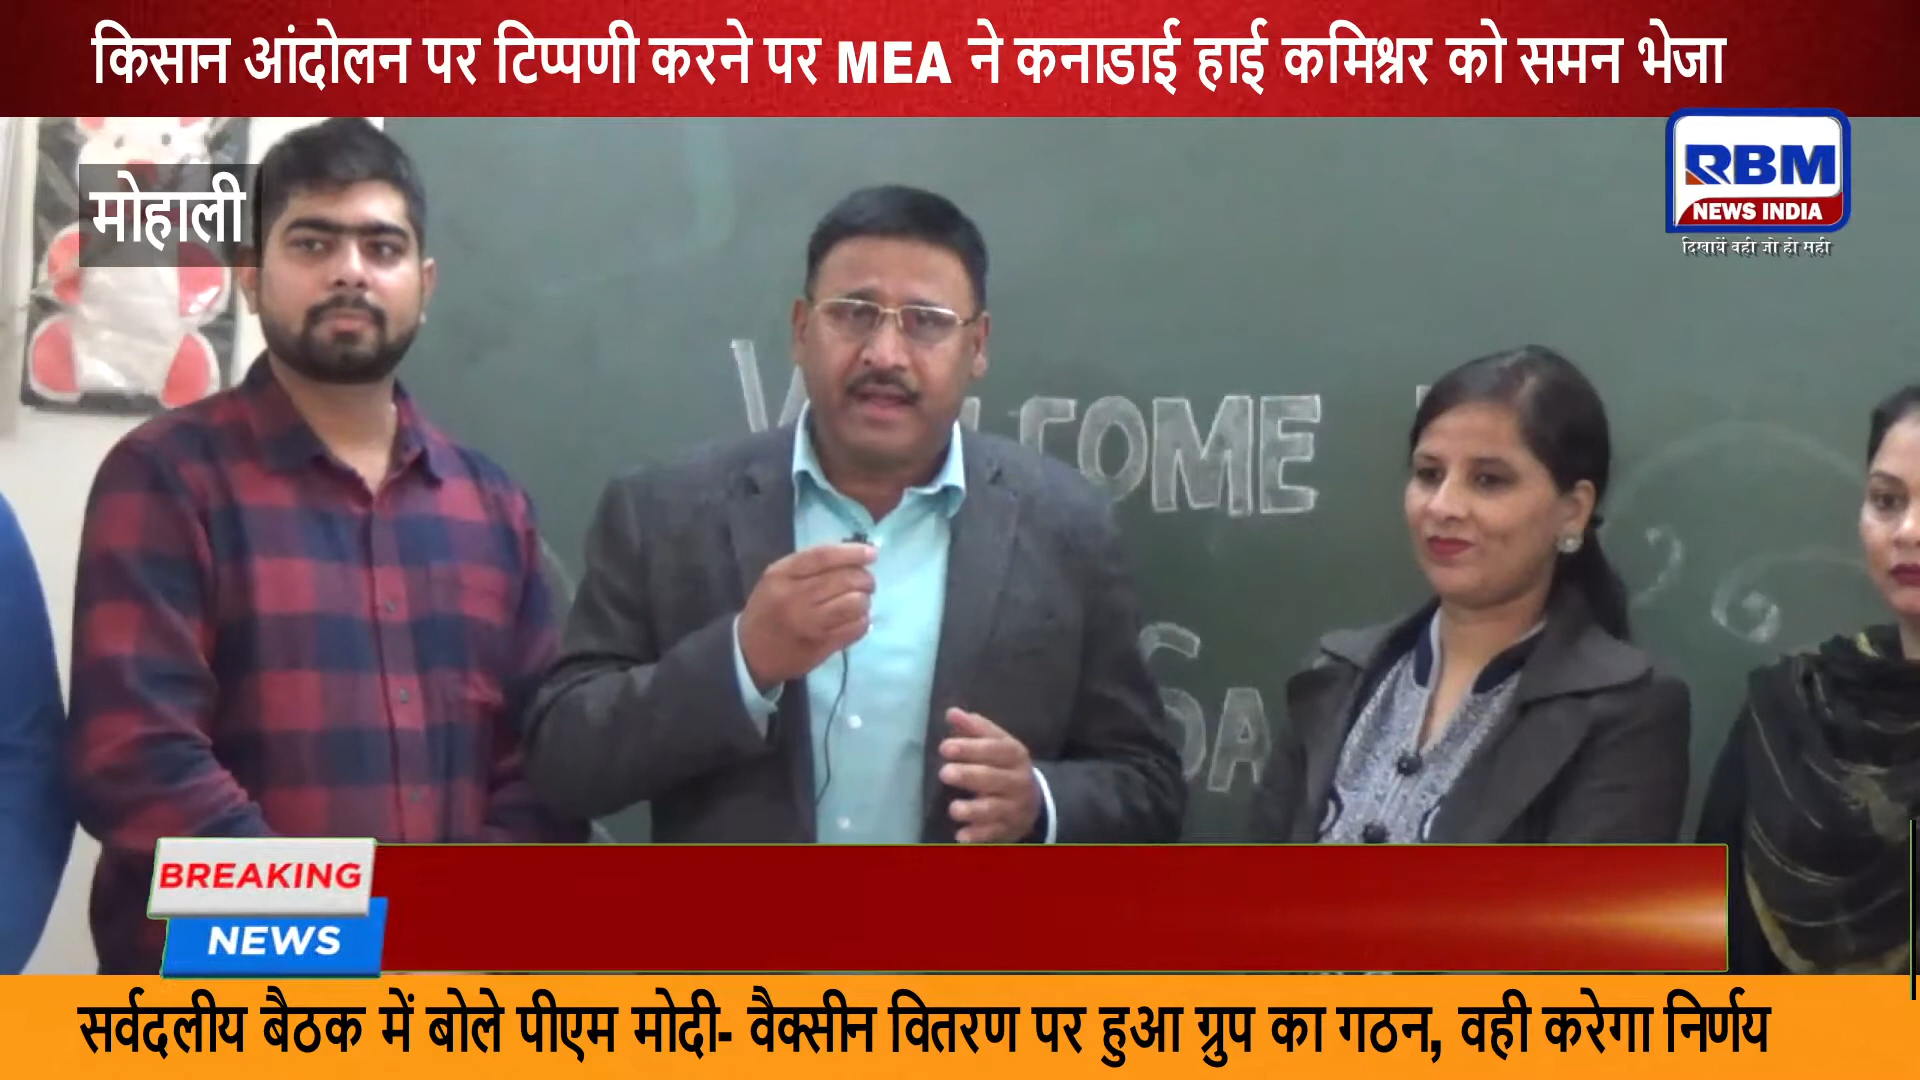 किसान आंदोलन पर टिप्पणी करने पर MEA ने कनाडाई हाई कमिश्नर को समन भेजा
मोहाली
RBM
NEWS INDIA
दिखायें वही जो हो सही
COME
BREAKING
NEWS
सर्वदलीय बैठक में बोले पीएम मोदी- वैक्सीन वितरण पर हुआ ग्रुप का गठन, वही करेगा निर्णय